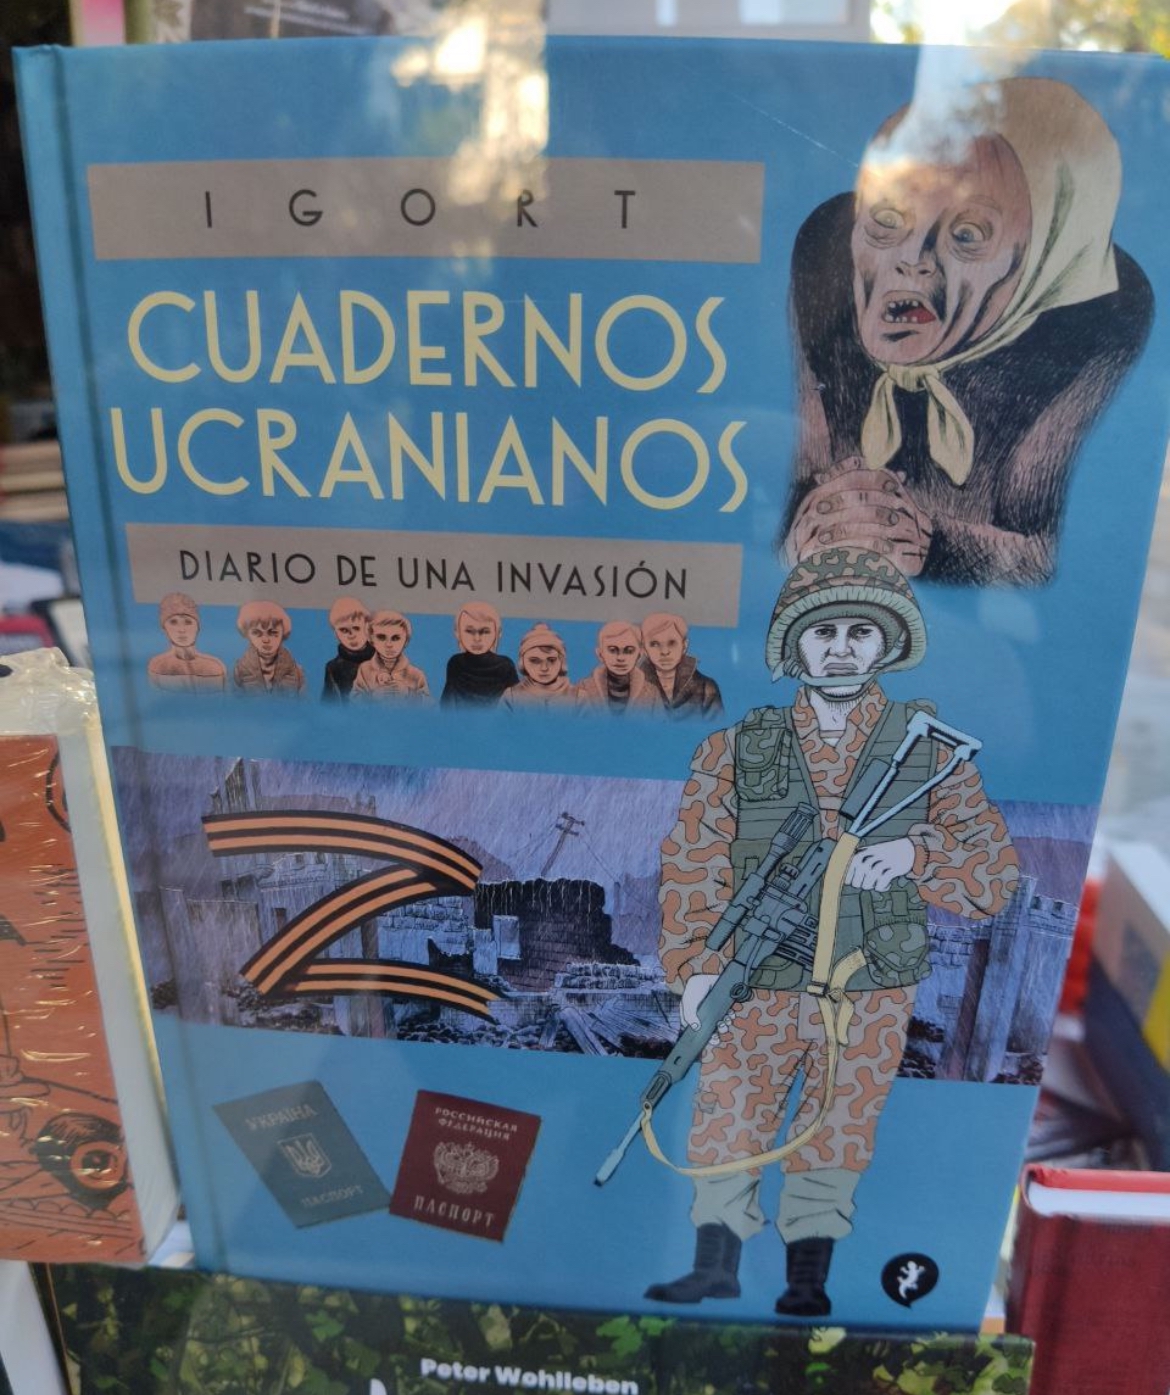 IGORT
CUADERNOS
UCRANIANOS
DIARIO DE UNA INVASIÓN
УКРАЇНА
ПАСПОРТ
РОССИЙСКАЯ
ФЕДЕРАЦИЯ
ПАСПОРТ
Peter Wohlleben